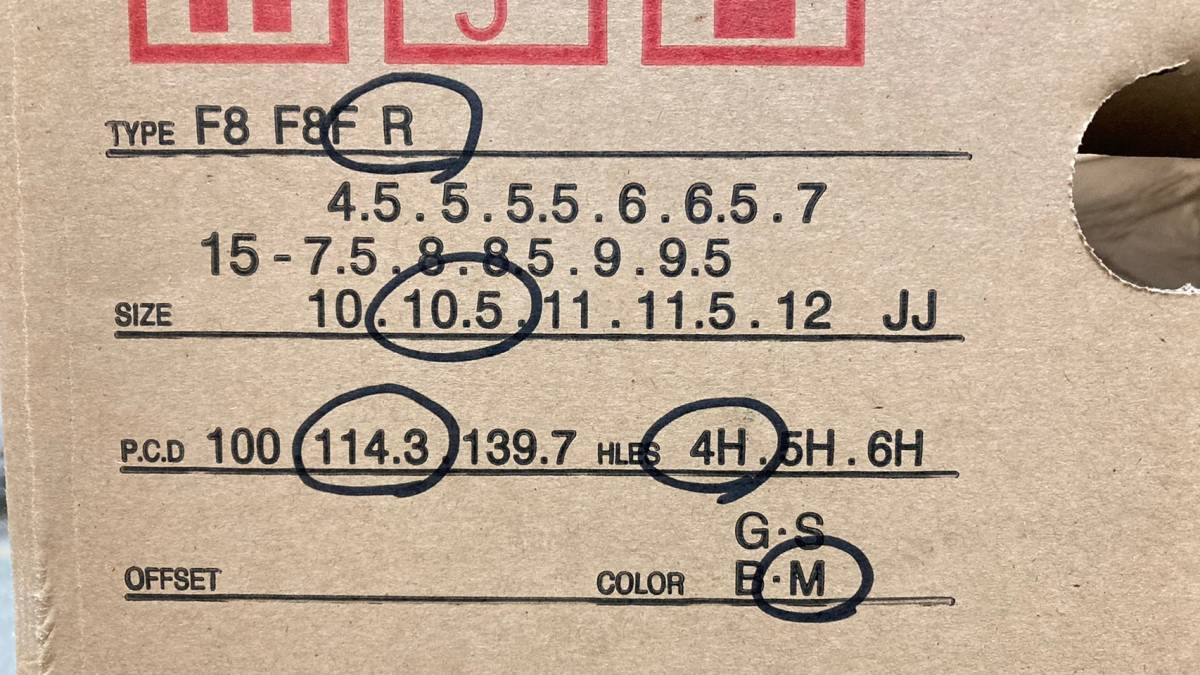 TYPE F8 F8F R
4.5 . 5 . 5.5 . 6 . 6.5 . 7
15 - 7.5 . 8 . 8.5 . 9 . 9.5
SIZE 10 . 10.5 . 11 . 11.5 . 12 JJ
P.C.D 100 114.3 . 139.7 HLES 4H . 5H . 6H
G·S
OFFSET COLOR B·M